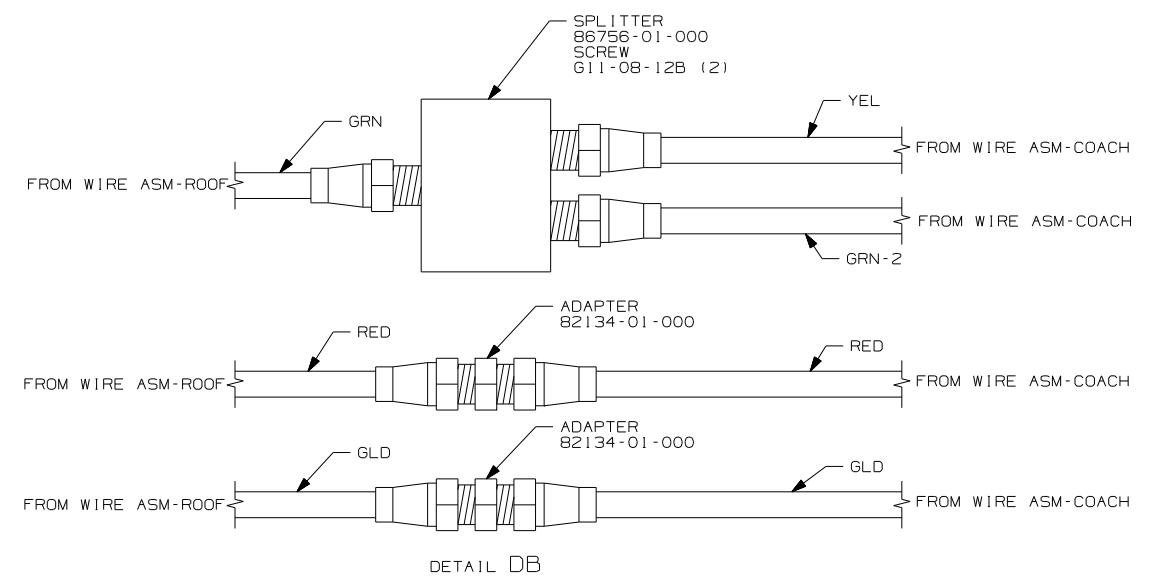 SPLITTER
86756-01-000
SCREW
G11-08-12B (2)
YEL
GRN
FROM WIRE ASM-COACH
FROM WIRE ASM-ROOF
FROM WIRE ASM-COACH
GRN-2
ADAPTER
82134-01-000
RED
RED
FROM WIRE ASM-ROOF
FROM WIRE ASM-COACH
ADAPTER
82134-01-000
GLD
GLD
FROM WIRE ASM-ROOF
FROM WIRE ASM-COACH
DETAIL DB